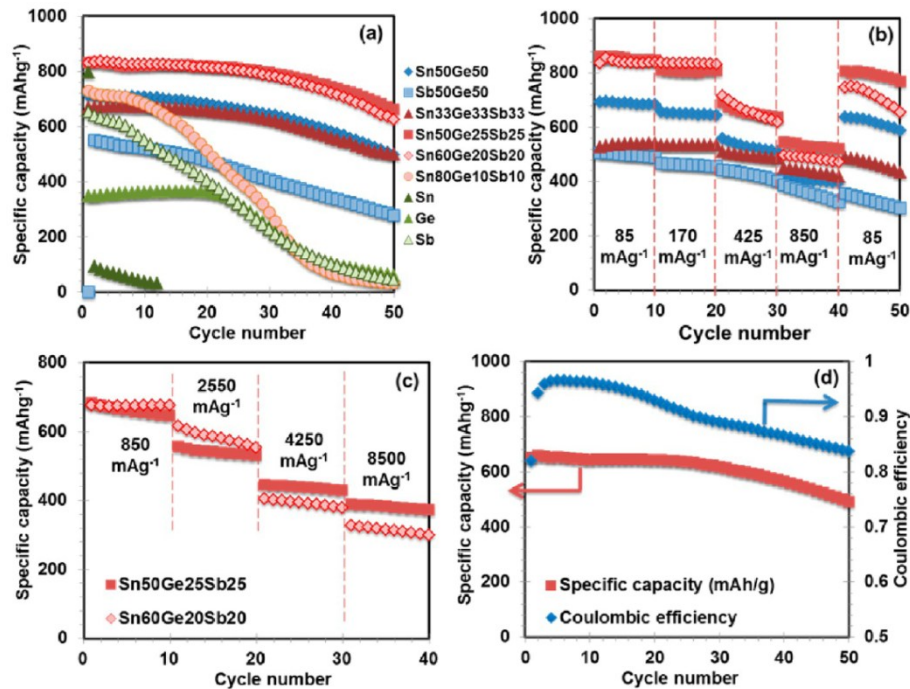 (a)
1000
800
600
400
200
0
Specific capacity (mAhg-1)
0 10 20 30 40 50
Cycle number
Sn50Ge50
Sb50Ge50
Sn33Ge33Sb33
Sn50Ge25Sb25
Sn60Ge20Sb20
Sn80Ge10Sb10
Sn
Ge
Sb
(b)
1000
800
600
400
200
0
Specific capacity (mAhg-1)
85 170 425 850 85
mAg-1 mAg-1 mAg-1 mAg-1 mAg-1
0 10 20 30 40 50
Cycle number
(c)
800
600
400
200
0
Specific capacity (mAhg-1)
850
mAg-1
2550
mAg-1
4250
mAg-1
8500
mAg-1
Sn50Ge25Sb25
Sn60Ge20Sb20
0 10 20 30 40
Cycle number
(d)
1000
800
600
400
200
0
Specific capacity (mAhg-1)
1
0.9
0.8
0.7
0.6
0.5
Coulombic efficiency
Specific capacity (mAh/g)
Coulombic efficiency
0 10 20 30 40 50
Cycle number